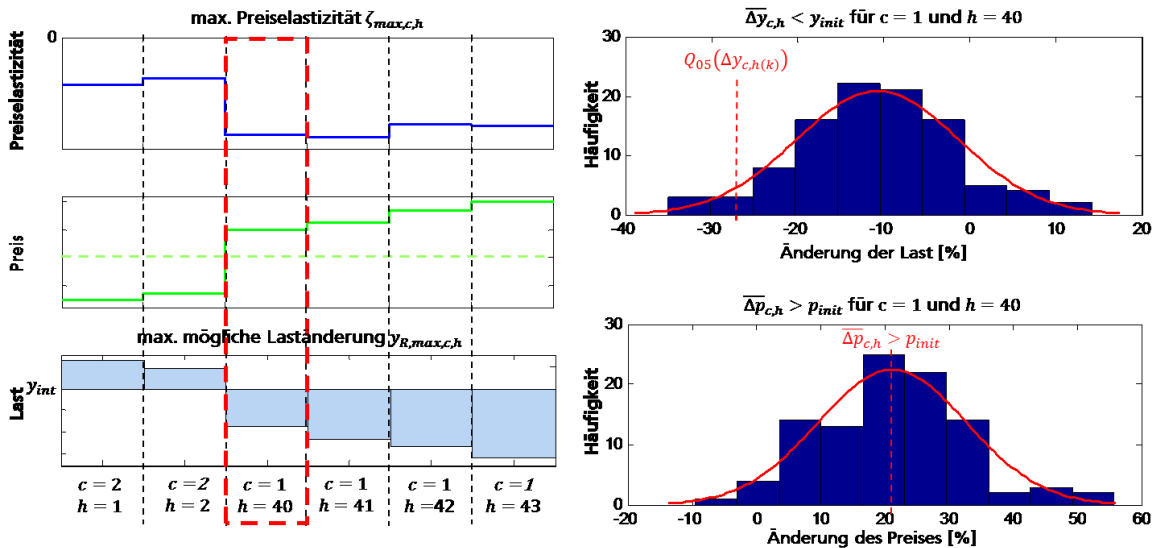 max. Preiselastizität ζmax,c,h
0
Preiselastizität
Preis
max. mögliche Laständerung yR,max,c,h
Last
yint
c = 2 c=2 c = 1 c = 1 c = 1 c = 1
h = 1 h = 2 h = 40 h = 41 h = 42 h = 43
Δyc,h < yinit für c = 1 und h = 40
Q05(Δyc,h(k))
30
20
10
0
Häufigkeit
-40 -30 -20 -10 0 10 20
Änderung der Last [%]
Δpc,h > pinit für c = 1 und h = 40
Δpc,h > pinit
30
20
10
0
Häufigkeit
-20 -10 0 10 20 30 40 50 60
Änderung des Preises [%]